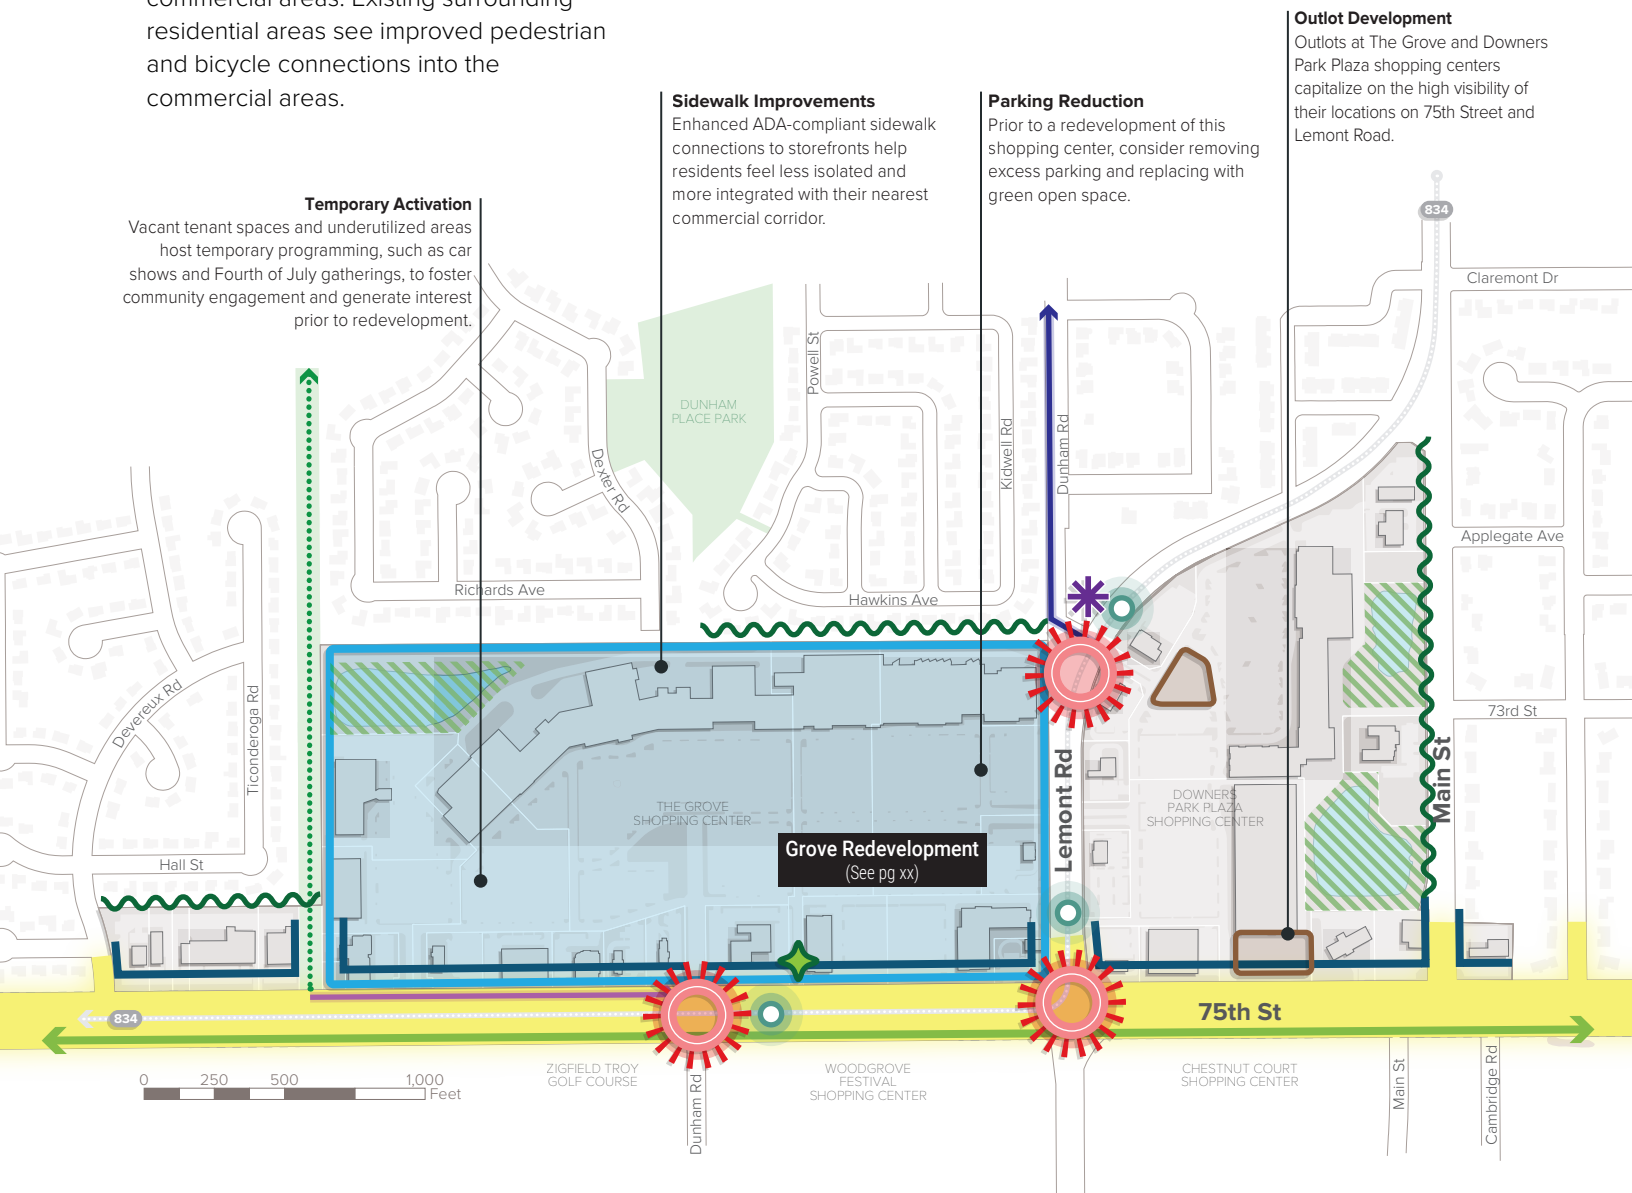 commercial areas. Existing surrounding
residential areas see improved pedestrian
and bicycle connections into the
commercial areas.
Outlot Development
Outlots at The Grove and Downers
Park Plaza shopping centers
capitalize on the high visibility of
their locations on 75th Street and
Lemont Road.
Sidewalk Improvements
Enhanced ADA-compliant sidewalk
connections to storefronts help
residents feel less isolated and
more integrated with their nearest
commercial corridor.
Parking Reduction
Prior to a redevelopment of this
shopping center, consider removing
excess parking and replacing with
green open space.
Temporary Activation
Vacant tenant spaces and underutilized areas
host temporary programming, such as car
shows and Fourth of July gatherings, to foster
community engagement and generate interest
prior to redevelopment.
834
Claremont Dr
Powell St
DUNHAM
PLACE PARK
Kidwell Rd
Dunham Rd
Dexter Rd
Applegate Ave
Richards Ave
Hawkins Ave
Devereux Rd
Ticonderoga Rd
73rd St
Main St
Lemont Rd
THE GROVE
SHOPPING CENTER
DOWNERS
PARK PLAZA
SHOPPING CENTER
Grove Redevelopment
(See pg xx)
Hall St
834
75th St
0 250 500 1,000
Feet
ZIGFIELD TROY
GOLF COURSE
Dunham Rd
WOODGROVE
FESTIVAL
SHOPPING CENTER
CHESTNUT COURT
SHOPPING CENTER
Main St
Cambridge Rd